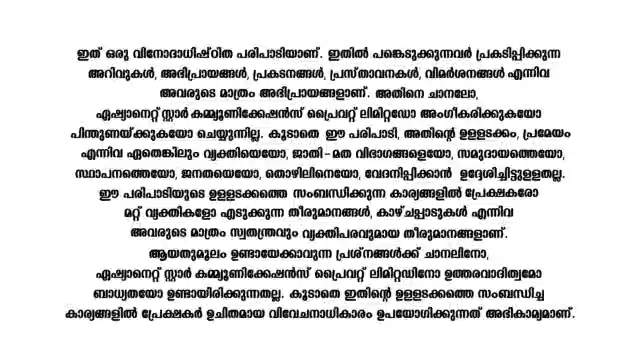 ഇത് ഒരു വിനോദാധിഷ്ഠിത പരിപാടിയാണ്. ഇതിൽ പങ്കെടുക്കുന്നവർ പ്രകടിപ്പിക്കുന്ന
അറിവുകൾ, അഭിപ്രായങ്ങൾ, പ്രകടനങ്ങൾ, പ്രസ്താവനകൾ, വിമർശനങ്ങൾ എന്നിവ
അവരുടെ മാത്രം അഭിപ്രായങ്ങളാണ്. അതിനെ ചാനലോ,
ഏഷ്യാനെറ്റ് സ്റ്റാർ കമ്മ്യൂണിക്കേഷൻസ് പ്രൈവറ്റ് ലിമിറ്റഡോ അംഗീകരിക്കുകയോ
പിന്തുണയ്ക്കുകയോ ചെയ്യുന്നില്ല. കൂടാതെ ഈ പരിപാടി, അതിന്റെ ഉള്ളടക്കം, പ്രമേയം
എന്നിവ ഏതെങ്കിലും വ്യക്തിയെയോ, ജാതി-മത വിഭാഗങ്ങളെയോ, സമുദായത്തെയോ,
സ്ഥാപനത്തെയോ, ജനതയെയോ, തൊഴിലിനെയോ, വേദനിപ്പിക്കാൻ ഉദ്ദേശിച്ചിട്ടുള്ളതല്ല.
ഈ പരിപാടിയുടെ ഉള്ളടക്കത്തെ സംബന്ധിക്കുന്ന കാര്യങ്ങളിൽ പ്രേക്ഷകരോ
മറ്റ് വ്യക്തികളോ എടുക്കുന്ന തീരുമാനങ്ങൾ, കാഴ്ചപ്പാടുകൾ എന്നിവ
അവരുടെ മാത്രം സ്വതന്ത്രവും വ്യക്തിപരവുമായ തീരുമാനങ്ങളാണ്.
ആയതുമൂലം ഉണ്ടായേക്കാവുന്ന പ്രശ്നങ്ങൾക്ക് ചാനലിനോ,
ഏഷ്യാനെറ്റ് സ്റ്റാർ കമ്മ്യൂണിക്കേഷൻസ് പ്രൈവറ്റ് ലിമിറ്റഡിനോ ഉത്തരവാദിത്വമോ
ബാധ്യതയോ ഉണ്ടായിരിക്കുന്നതല്ല. കൂടാതെ ഇതിന്റെ ഉള്ളടക്കത്തെ സംബന്ധിച്ച
കാര്യങ്ങളിൽ പ്രേക്ഷകർ ഉചിതമായ വിവേചനാധികാരം ഉപയോഗിക്കുന്നത് അഭികാമ്യമാണ്.